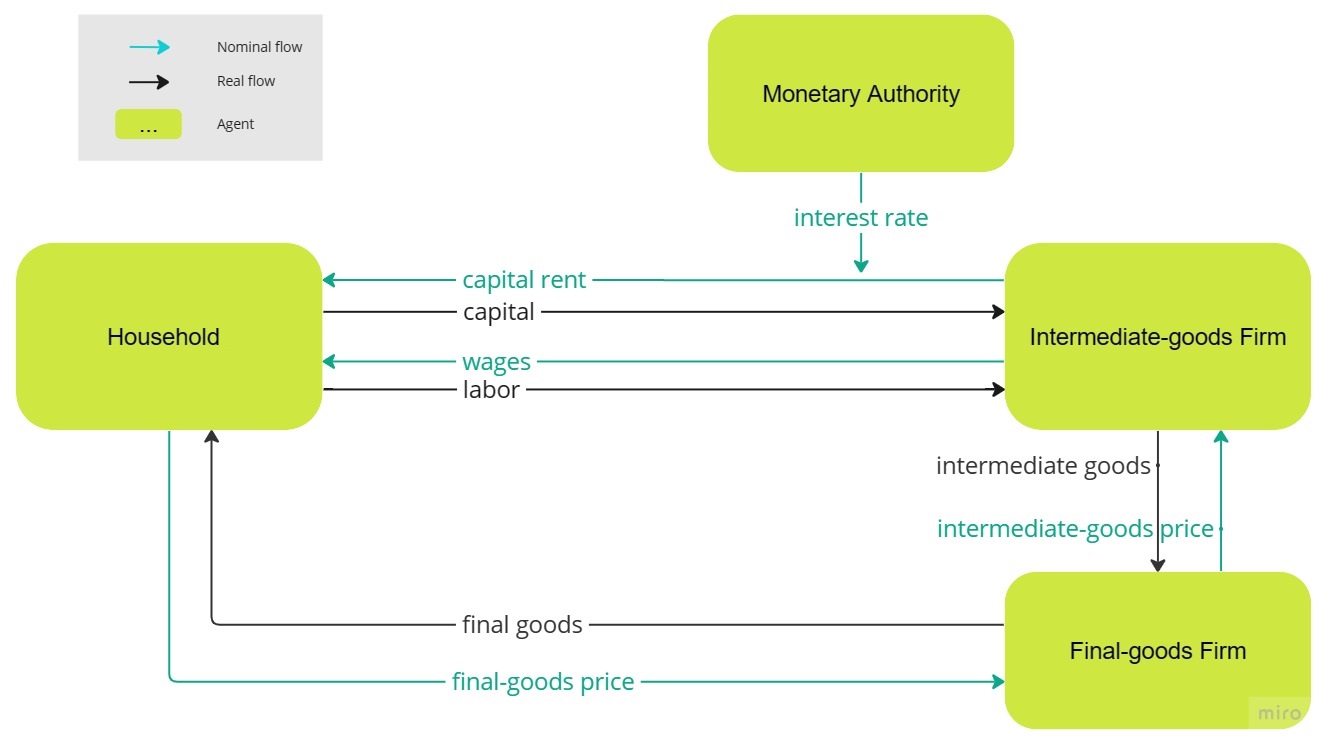 Nominal flow
Real flow
...
Agent
Monetary Authority
interest rate
Household
capital rent
capital
wages
labor
Intermediate-goods Firm
intermediate goods
intermediate-goods price
final goods
final-goods price
Final-goods Firm
miro